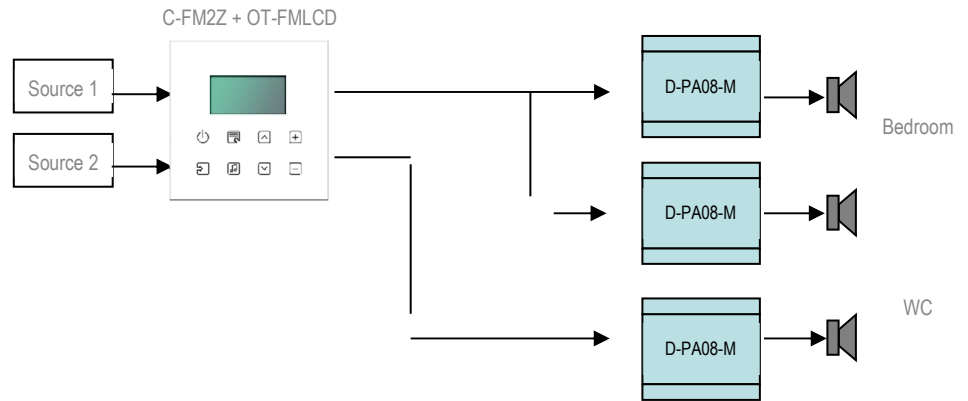 C-FM2Z + OT-FMLCD
Source 1
Source 2
D-PA08-M
Bedroom
D-PA08-M
WC
D-PA08-M